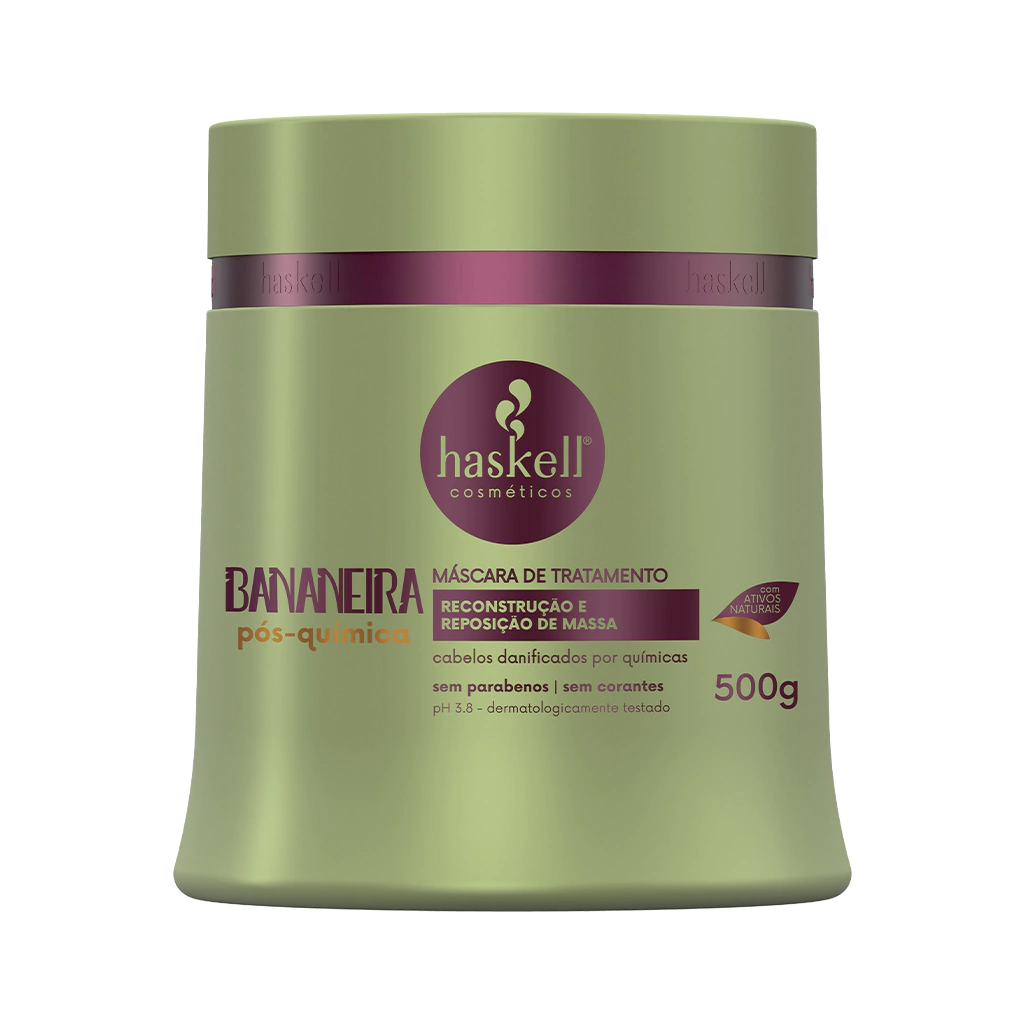 haskell haskell
haskell®
cosméticos
BANANEIRA
pós-química
MÁSCARA DE TRATAMENTO
RECONSTRUÇÃO E
REPOSIÇÃO DE MASSA
cabelos danificados por químicas
sem parabenos | sem corantes
pH 3.8 - dermatologicamente testado
com
ATIVOS
NATURAIS
500g